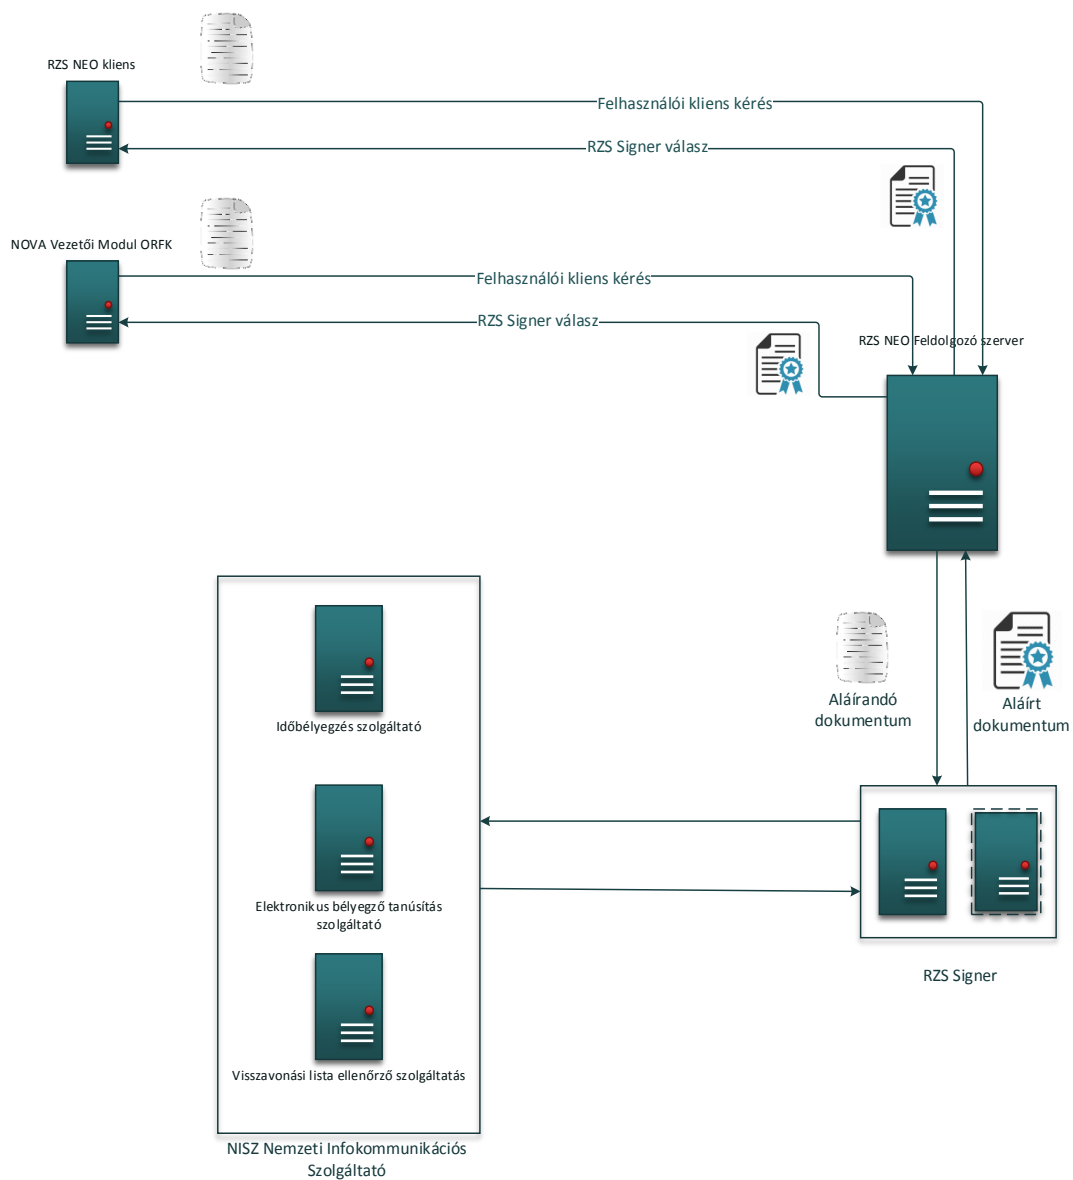 RZS NEO kliens
Felhasználói kliens kérés
RZS Signer válasz
NOVA Vezetői Modul ORFK
Felhasználói kliens kérés
RZS Signer válasz
RZS NEO Feldolgozó szerver
Aláírandó
dokumentum
Aláírt
dokumentum
Időbélyegzés szolgáltató
Elektronikus bélyegző tanúsítás
szolgáltató
RZS Signer
Visszavonási lista ellenőrző szolgáltatás
NISZ Nemzeti Infokommunikációs
Szolgáltató